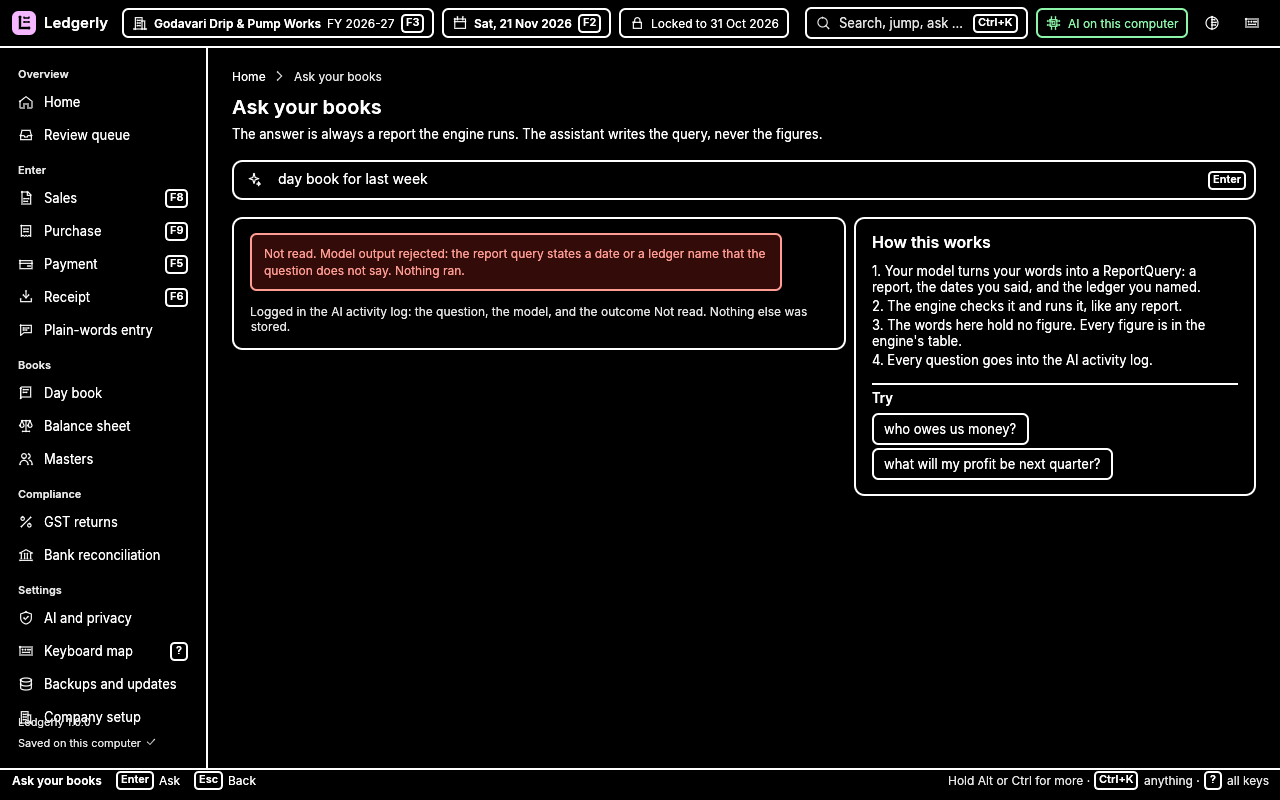 Ledgerly
Godavari Drip & Pump Works FY 2026-27 F3
Sat, 21 Nov 2026 F2
Locked to 31 Oct 2026
Search, jump, ask ... Ctrl+K
AI on this computer
Overview
Home
Review queue
Enter
Sales F8
Purchase F9
Payment F5
Receipt F6
Plain-words entry
Books
Day book
Balance sheet
Masters
Compliance
GST returns
Bank reconciliation
Settings
AI and privacy
Keyboard map ?
Backups and updates
Company setup
Ledgerly 1.0.0
Saved on this computer
Home > Ask your books
Ask your books
The answer is always a report the engine runs. The assistant writes the query, never the figures.
day book for last week Enter
Not read. Model output rejected: the report query states a date or a ledger name that the
question does not say. Nothing ran.
Logged in the AI activity log: the question, the model, and the outcome Not read. Nothing else was
stored.
How this works
1. Your model turns your words into a ReportQuery: a
report, the dates you said, and the ledger you named.
2. The engine checks it and runs it, like any report.
3. The words here hold no figure. Every figure is in the
engine's table.
4. Every question goes into the AI activity log.
Try
who owes us money?
what will my profit be next quarter?
Ask your books Enter Ask Esc Back
Hold Alt or Ctrl for more · Ctrl+K anything · ? all keys